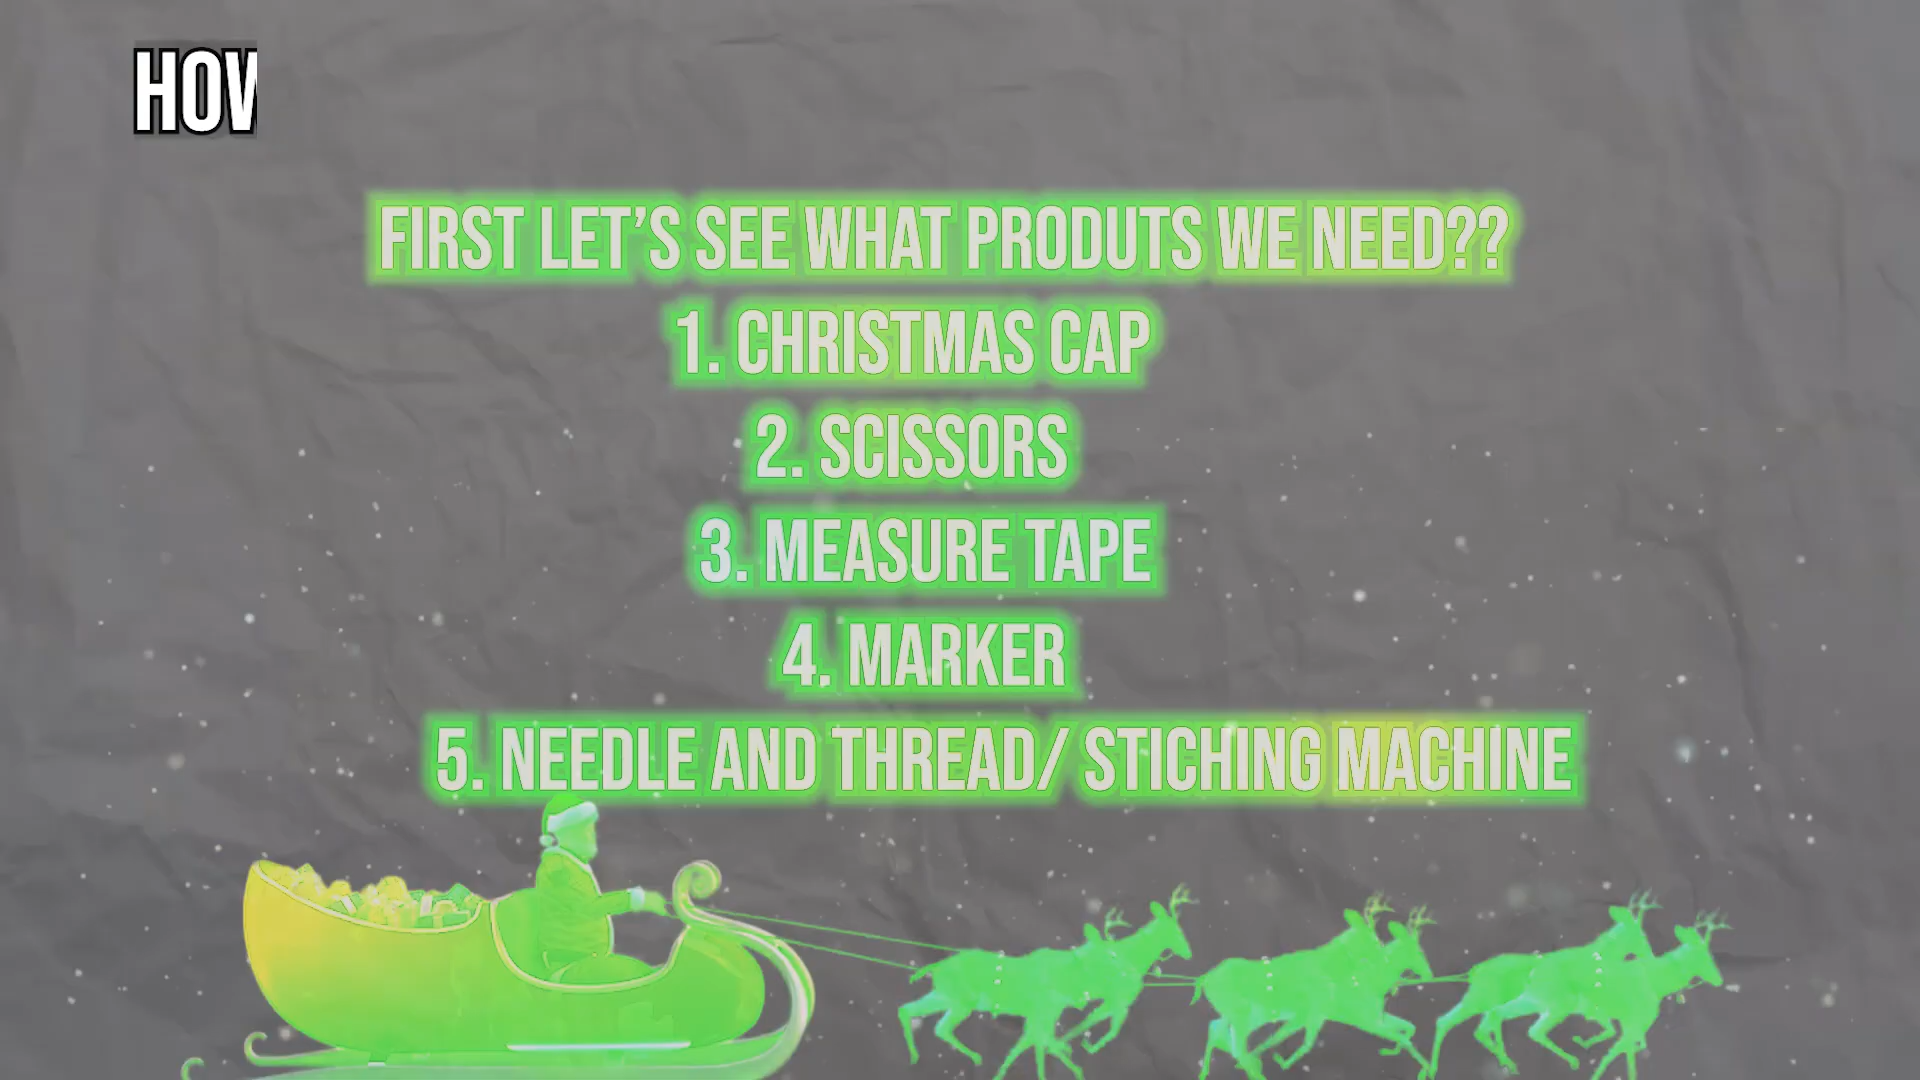 HOW
FIRST LET'S SEE WHAT PRODUTS WE NEED??
1. CHRISTMAS CAP
2. SCISSORS
3. MEASURE TAPE
4. MARKER
5. NEEDLE AND THREAD/ STICHING MACHINE